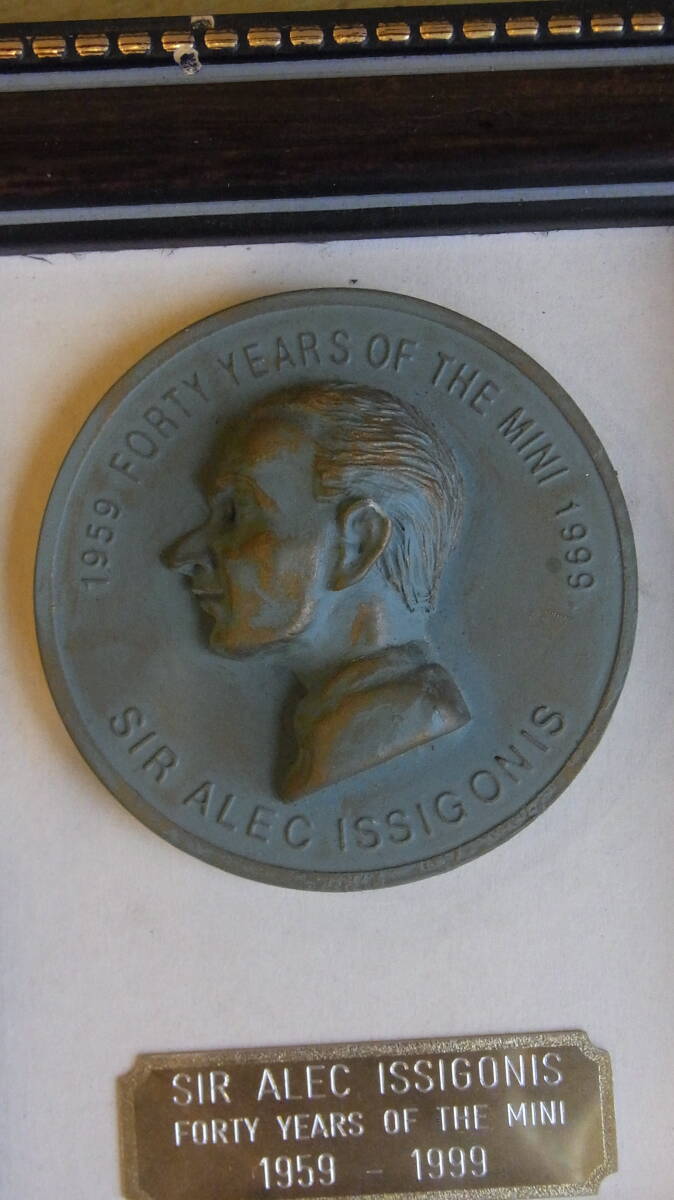 1959 FORTY YEARS OF THE MINI 1999
SIR ALEC ISSIGONIS
SIR ALEC ISSIGONIS
FORTY YEARS OF THE MINI
1959 - 1999